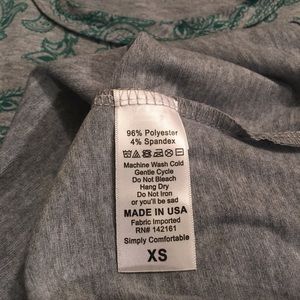 96% Polyester
4% Spandex
Machine Wash Cold
Gentle Cycle
Do Not Bleach
Hang Dry
Do Not Iron
or you'll be sad
MADE IN USA
Fabric Imported
RN# 142161
Simply Comfortable
XS